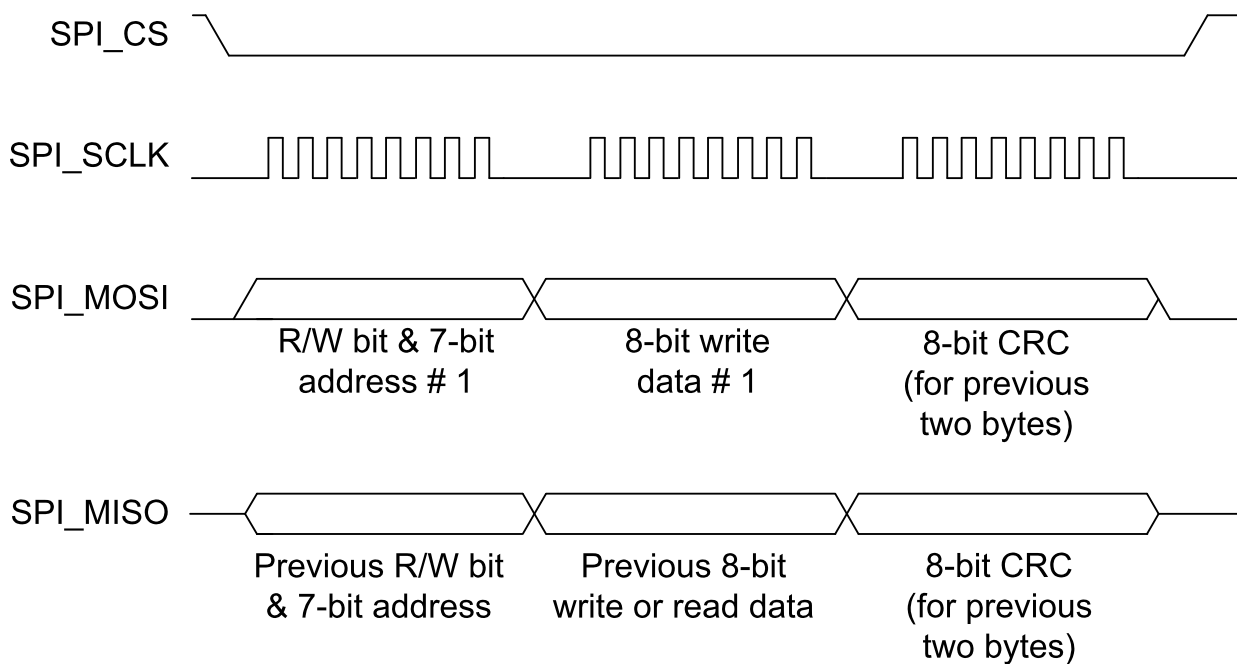 SPI_CS
SPI_SCLK
SPI_MOSI
R/W bit & 7-bit
address # 1
8-bit write
data # 1
8-bit CRC
(for previous
two bytes)
SPI_MISO
Previous R/W bit
& 7-bit address
Previous 8-bit
write or read data
8-bit CRC
(for previous
two bytes)